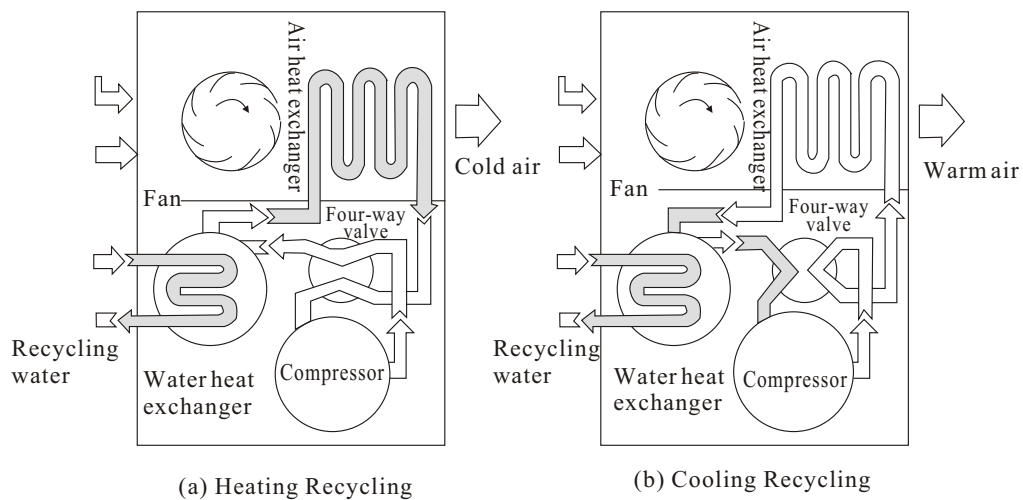 Air heat exchanger
Cold air
Fan
Four-way
valve
Recycling
water
Water heat
exchanger
Compressor
(a) Heating Recycling
Air heat exchanger
Warm air
Fan
Four-way
valve
Recycling
water
Water heat
exchanger
Compressor
(b) Cooling Recycling